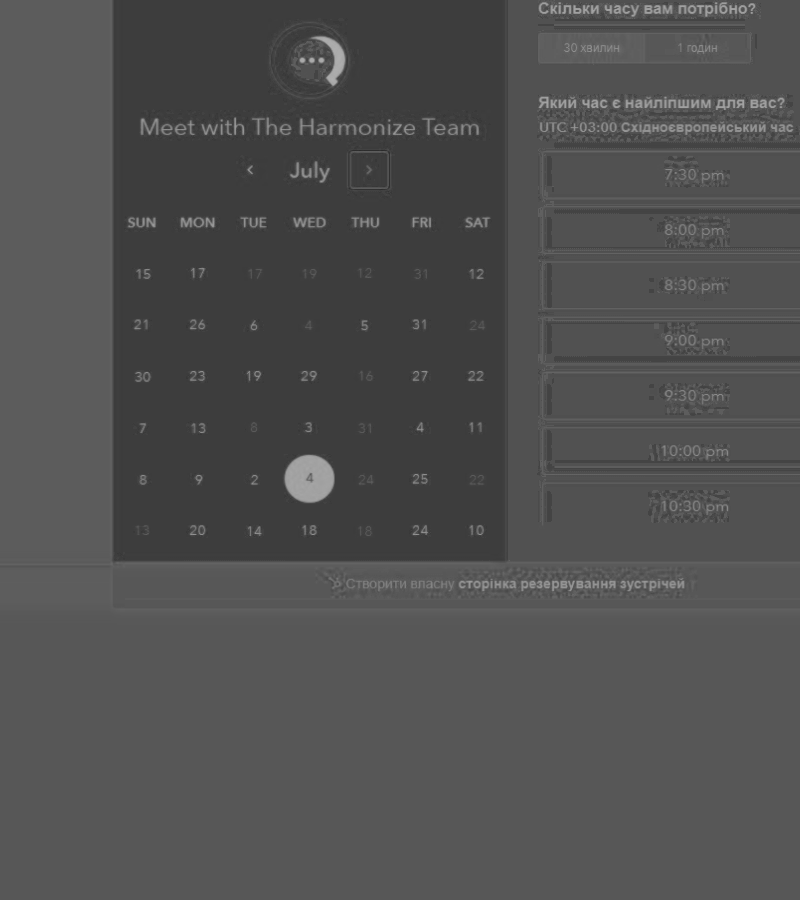 Meet with The Harmonize Team
July
SUN MON TUE WED THU FRI SAT
15 17 17 19 12 31 12
21 26 6 4 5 31 24
30 23 19 29 16 27 22
7 13 8 3 31 4 11
8 9 2 4 24 25 22
13 20 14 18 18 24 10
Скільки часу вам потрібно?
30 хвилин 1 годин
Який час є найліпшим для вас?
UTC +03:00 Східноєвропейський час
7:30 pm
8:00 pm
8:30 pm
9:00 pm
9:30 pm
10:00 pm
10:30 pm
Створити власну сторінка резервування зустрічей